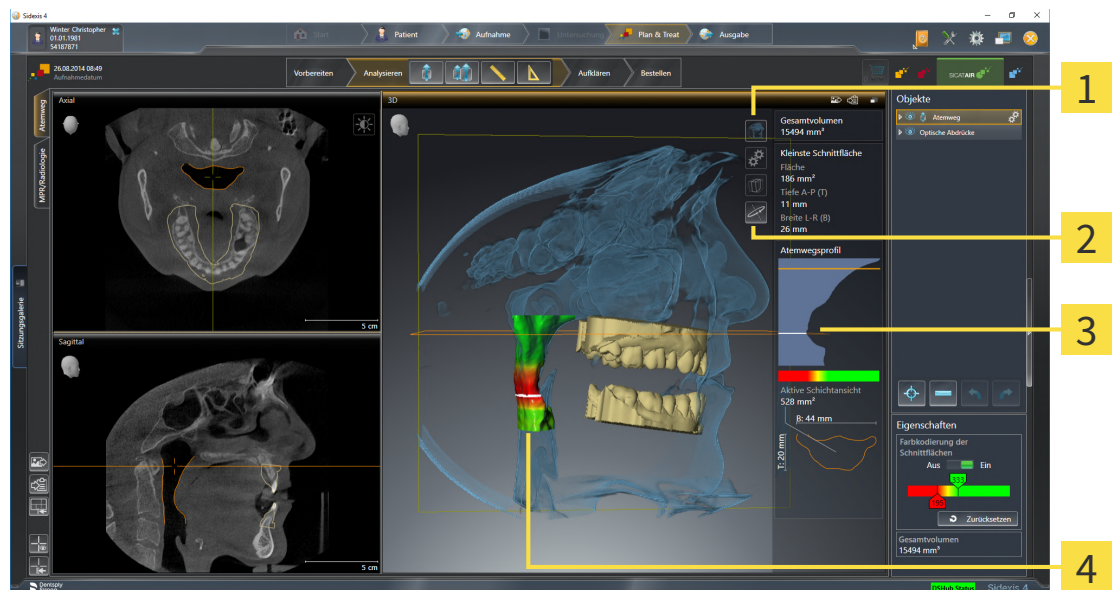 Sidexis 4
Winter Christopher
01.01.1981
54187871
Start
Patient
Aufnahme
Untersuchung
Plan & Treat
Ausgabe
26.08.2014 08:49
Aufnahmedatum
Vorbereiten
Analysieren
Aufklären
Bestellen
SICATAIR
Atemweg
MPR/Radiologie
Sitzungsgalerie
Axial
5 cm
Sagittal
5 cm
3D
Gesamtvolumen
15494 mm³
Kleinste Schnittfläche
Fläche
186 mm²
Tiefe A-P (T)
11 mm
Breite L-R (B)
26 mm
Atemwegsprofil
Aktive Schichtansicht
528 mm²
B: 44 mm
T: 20 mm
Objekte
Atemweg
Optische Abdrücke
Eigenschaften
Farbkodierung der
Schnittflächen
Aus
Ein
333
195
Zurücksetzen
Gesamtvolumen
15494 mm³
Dentsply
Sirona
DSHub Status
Sidexis 4
1
2
3
4